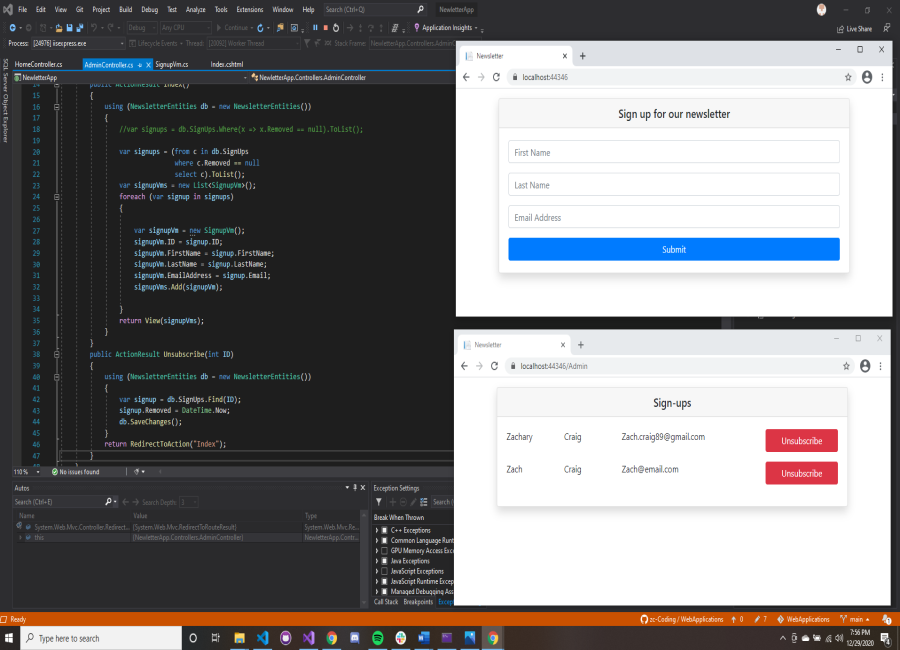 File Edit View Git Project Build Debug Test Analyze Tools Extensions Window Help Search (Ctrl+Q) NewletterApp
Debug Any CPU Continue Application Insights Live Share
Process: [24976] iisexpress.exe Lifecycle Events Thread: [20092] Worker Thread Stack Frame: NewletterApp.Controllers.Admin
HomeController.cs AdminController.cs SignupVm.cs Index.cshtml
NewletterApp NewletterApp.Controllers.AdminController
SQL Server Object Explorer
14 public ActionResult Index()
15 {
16 using (NewsletterEntities db = new NewsletterEntities())
17 {
18 //var signups = db.SignUps.Where(x => x.Removed == null).ToList();
19
20 var signups = (from c in db.SignUps
21 where c.Removed == null
22 select c).ToList();
23 var signupVms = new List<SignupVm>();
24 foreach (var signup in signups)
25 {
26
27 var signupVm = new SignupVm();
28 signupVm.ID = signup.ID;
29 signupVm.FirstName = signup.FirstName;
30 signupVm.LastName = signup.LastName;
31 signupVm.EmailAddress = signup.Email;
32 signupVms.Add(signupVm);
33
34 }
35 return View(signupVms);
36 }
37 }
38 public ActionResult Unsubscribe(int ID)
39 {
40 using (NewsletterEntities db = new NewsletterEntities())
41 {
42 var signup = db.SignUps.Find(ID);
43 signup.Removed = DateTime.Now;
44 db.SaveChanges();
45 }
46 return RedirectToAction("Index");
47 }
110 % No issues found
Autos
Search (Ctrl+E) Search Depth: 3
Name Value Type
System.Web.Mvc.Controller.Redirect... {System.Web.Mvc.RedirectToRouteResult} System.Web.Mvc.Re...
this {NewletterApp.Controllers.AdminController} NewletterApp.Contr...
Exception Settings
Search
Break When Thrown
C++ Exceptions
Common Language Runt
GPU Memory Access Exce
Java Exceptions
JavaScript Exceptions
JavaScript Runtime Excep
Managed Debugging Ass
Call Stack Breakpoints Excep
Newsletter
localhost:44346
Sign up for our newsletter
First Name
Last Name
Email Address
Submit
Newsletter
localhost:44346/Admin
Sign-ups
Zachary Craig Zach.craig89@gmail.com Unsubscribe
Zach Craig Zach@email.com Unsubscribe
Ready zc-Coding / WebApplications 0 7 WebApplications main
Type here to search
7:56 PM
12/29/2020